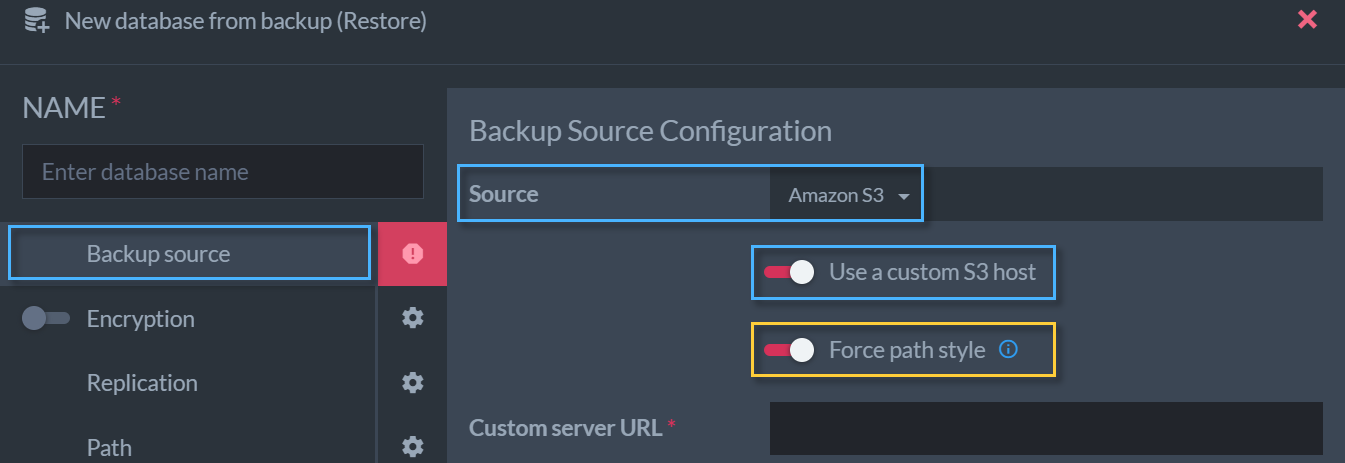 New database from backup (Restore)
NAME *
Enter database name
Backup source
Encryption
Replication
Path
Backup Source Configuration
Source Amazon S3
Use a custom S3 host
Force path style
Custom server URL *